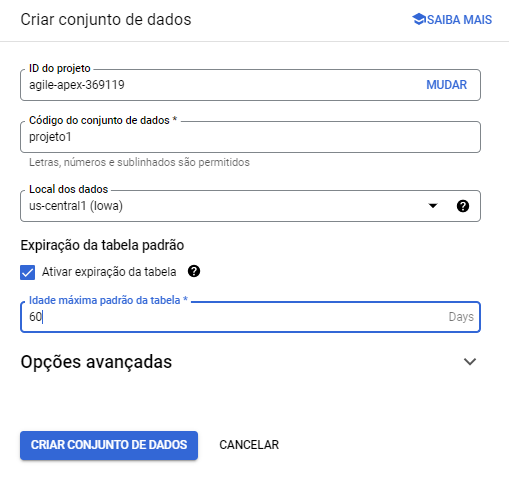 Criar conjunto de dados
SAIBA MAIS
ID do projeto
agile-apex-369119
MUDAR
Código do conjunto de dados *
projeto1
Letras, números e sublinhados são permitidos
Local dos dados
us-central1 (Iowa)
Expiração da tabela padrão
Ativar expiração da tabela
Idade máxima padrão da tabela *
60
Days
Opções avançadas
CRIAR CONJUNTO DE DADOS
CANCELAR